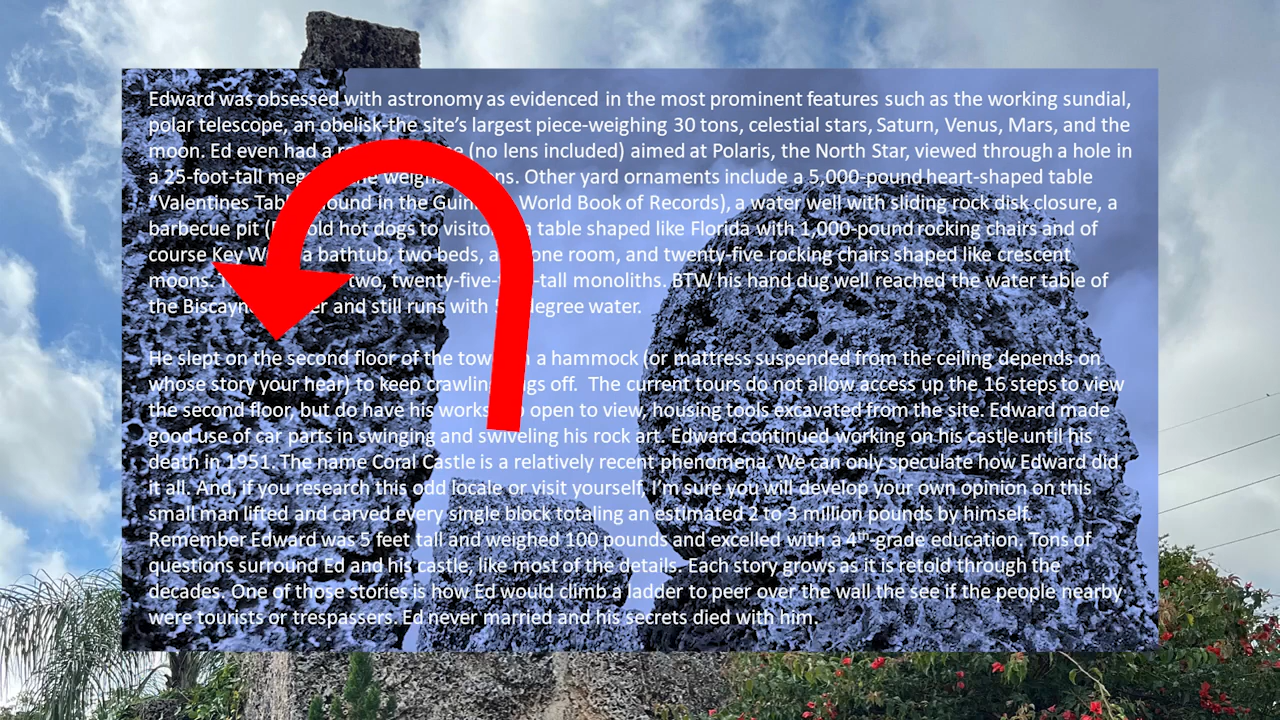 Edward was obsessed with astronomy as evidenced in the most prominent features such as the working sundial,
polar telescope, an obelisk-the site's largest piece-weighing 30 tons, celestial stars, Saturn, Venus, Mars, and the
moon. Ed even had a (no lens included) aimed at Polaris, the North Star, viewed through a hole in
a 25-foot-tall Other yard ornaments include a 5,000-pound heart-shaped table
"Valentines found in the World Book of Records), a water well with sliding rock disk closure, a
barbecue pit hot dogs to a table shaped like Florida with 1,000-pound rocking chairs and of
course Key a bathtub, two beds, room, and twenty-five rocking chairs shaped like crescent
moons. two, monoliths. BTW his hand dug well reached the water table of
the and still runs with degree water.
He slept on the second floor of the a hammock (or mattress suspended from the ceiling depends on
whose story your hear) to keep off. The current tours do not allow access up the 16 steps to view
the second floor, but do have his open to view, housing tools excavated from the site. Edward made
good use of car parts in swinging and swiveling his rock art. Edward continued working on his castle until his
death in 1951. The name Coral Castle is a relatively recent phenomena. We can only speculate how Edward did
it all. And, if you research this odd locale or visit yourself, I'm sure you will develop your own opinion on this
small man lifted and carved every single block totaling an estimated 2 to 3 million pounds by himself.
Remember Edward was 5 feet tall and weighed 100 pounds and excelled with a 4th-grade education. Tons of
questions surround Ed and his castle, like most of the details. Each story grows as it is retold through the
decades. One of those stories is how Ed would climb a ladder to peer over the wall the see if the people nearby
were tourists or trespassers. Ed never married and his secrets died with him.